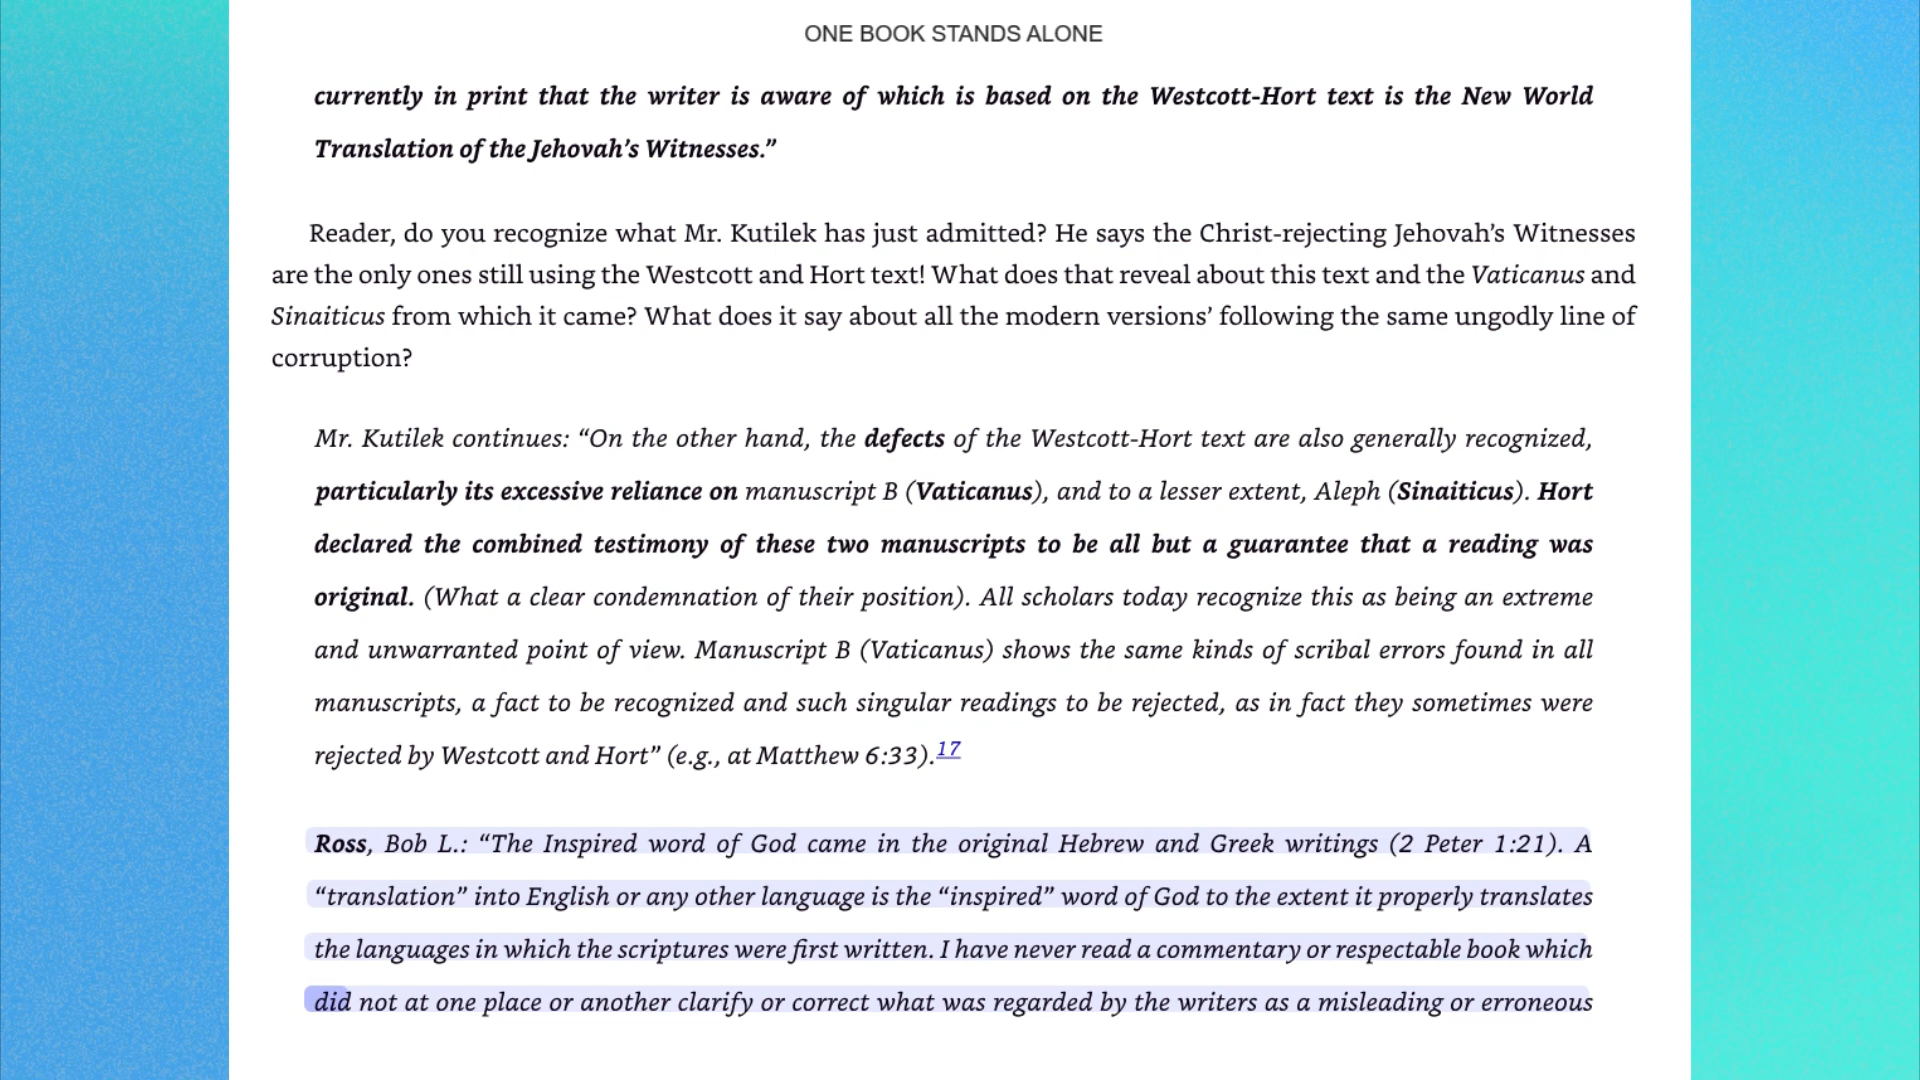 ONE BOOK STANDS ALONE
currently in print that the writer is aware of which is based on the Westcott-Hort text is the New World
Translation of the Jehovah’s Witnesses.”
Reader, do you recognize what Mr. Kutilek has just admitted? He says the Christ-rejecting Jehovah’s Witnesses
are the only ones still using the Westcott and Hort text! What does that reveal about this text and the Vaticanus and
Sinaiticus from which it came? What does it say about all the modern versions’ following the same ungodly line of
corruption?
Mr. Kutilek continues: “On the other hand, the defects of the Westcott-Hort text are also generally recognized,
particularly its excessive reliance on manuscript B (Vaticanus), and to a lesser extent, Aleph (Sinaiticus). Hort
declared the combined testimony of these two manuscripts to be all but a guarantee that a reading was
original. (What a clear condemnation of their position). All scholars today recognize this as being an extreme
and unwarranted point of view. Manuscript B (Vaticanus) shows the same kinds of scribal errors found in all
manuscripts, a fact to be recognized and such singular readings to be rejected, as in fact they sometimes were
rejected by Westcott and Hort” (e.g., at Matthew 6:33).17
Ross, Bob L.: “The Inspired word of God came in the original Hebrew and Greek writings (2 Peter 1:21). A
“translation” into English or any other language is the “inspired” word of God to the extent it properly translates
the languages in which the scriptures were first written. I have never read a commentary or respectable book which
did not at one place or another clarify or correct what was regarded by the writers as a misleading or erroneous